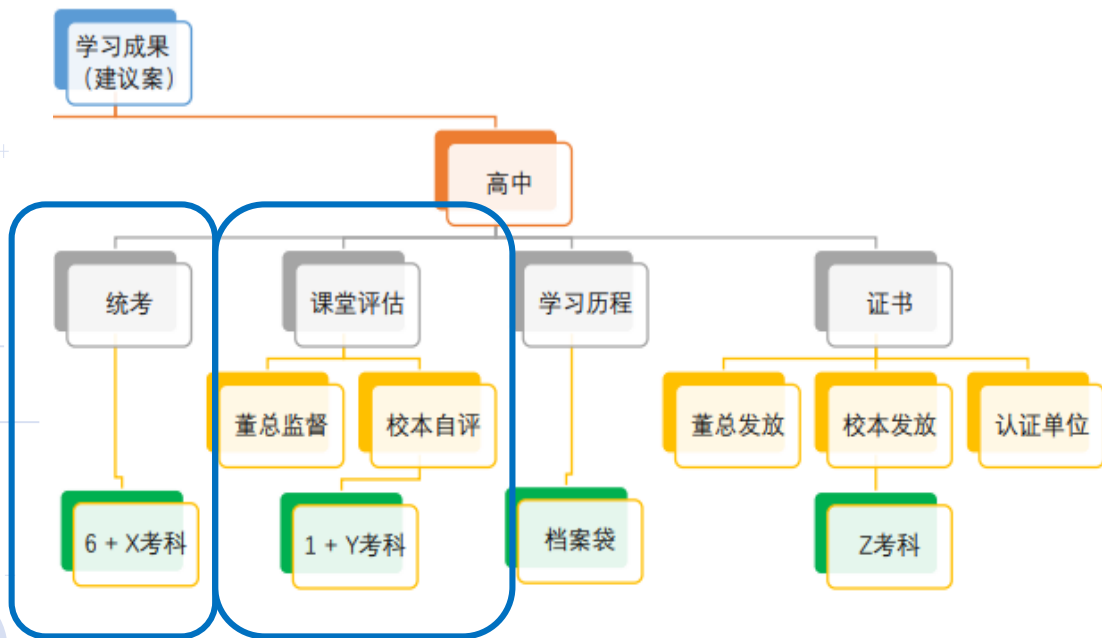 学习成果
（建议案）
高中
统考
课堂评估
学习历程
证书
董总监督
校本自评
董总发放
校本发放
认证单位
6 + X考科
1 + Y考科
档案袋
Z考科